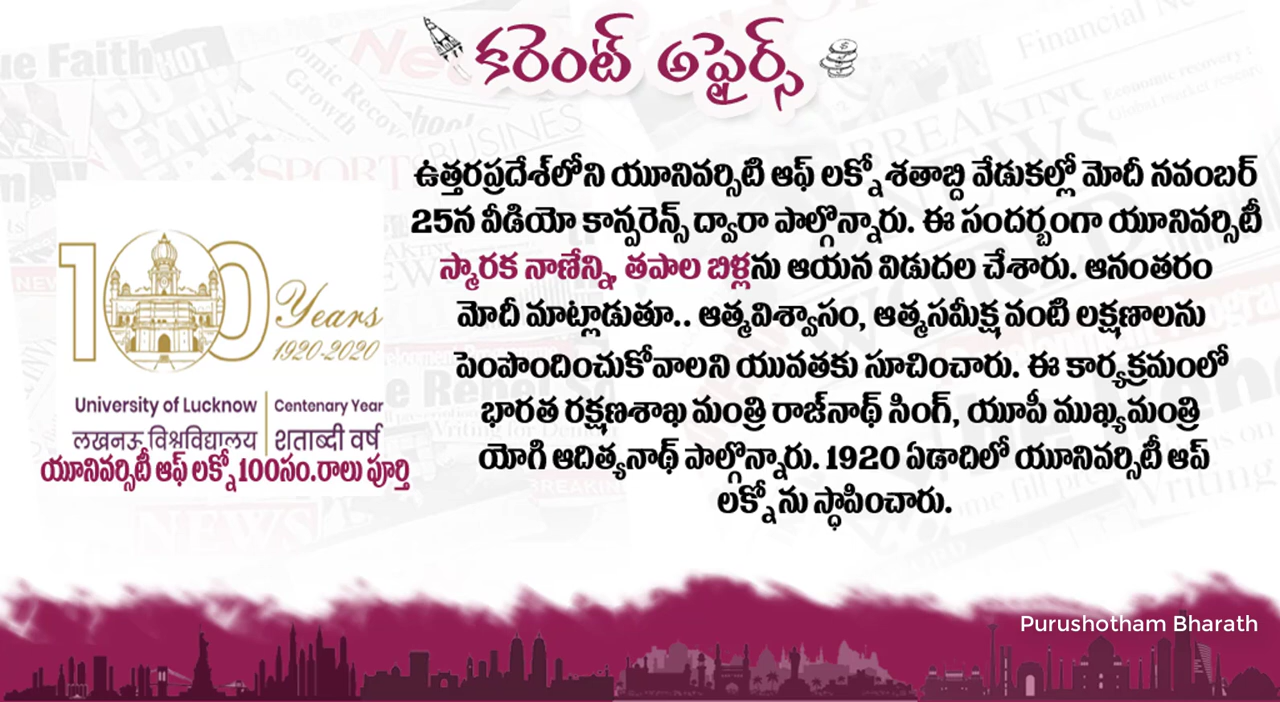 కరెంట్ అఫైర్స్
ఉత్తరప్రదేశ్‌లోని యూనివర్సిటి ఆఫ్ లక్నోశతాబ్ది వేడుకల్లో మోదీ నవంబర్
25న వీడియో కాన్ఫరెన్స్ ద్వారా పాల్గొన్నారు. ఈ సందర్భంగా యూనివర్సిటీ
స్మారక నాణేన్ని, తపాల బిళ్లను ఆయన విడుదల చేశారు. ఆనంతరం
మోదీ మాట్లాడుతూ.. ఆత్మవిశ్వాసం, ఆత్మసమీక్ష వంటి లక్షణాలను
పెంపొందించుకోవాలని యువతకు సూచించారు. ఈ కార్యక్రమంలో
భారత రక్షణశాఖ మంత్రి రాజ్‌నాథ్ సింగ్, యూపీ ముఖ్యమంత్రి
యోగి ఆదిత్యనాథ్ పాల్గొన్నారు. 1920 ఏడాదిలో యూనివర్సిటీ ఆప్
లక్నోను స్థాపించారు.
100 Years
1920-2020
University of Lucknow | Centenary Year
लखनऊ विश्वविद्यालय | शताब्दी वर्ष
యూనివర్సిటీ ఆఫ్ లక్నో100సం.రాలు పూర్తి
Purushotham Bharath